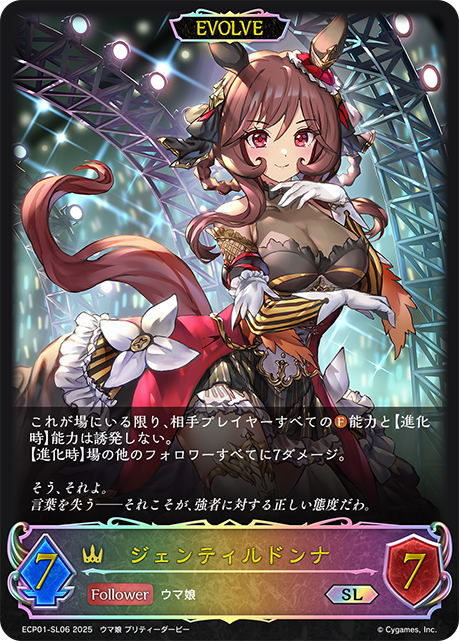 EVOLVE
これが場にいる限り、相手プレイヤーすべてのF能力と【進化
時】能力は誘発しない。
【進化時】場の他のフォロワーすべてに7ダメージ。
そう、それよ。
言葉を失う――それこそが、強者に対する正しい態度だわ。
7 ジェンティルドンナ 7
Follower ウマ娘 SL
ECP01-SL06 2025 ウマ娘 プリティーダービー © Cygames, Inc.